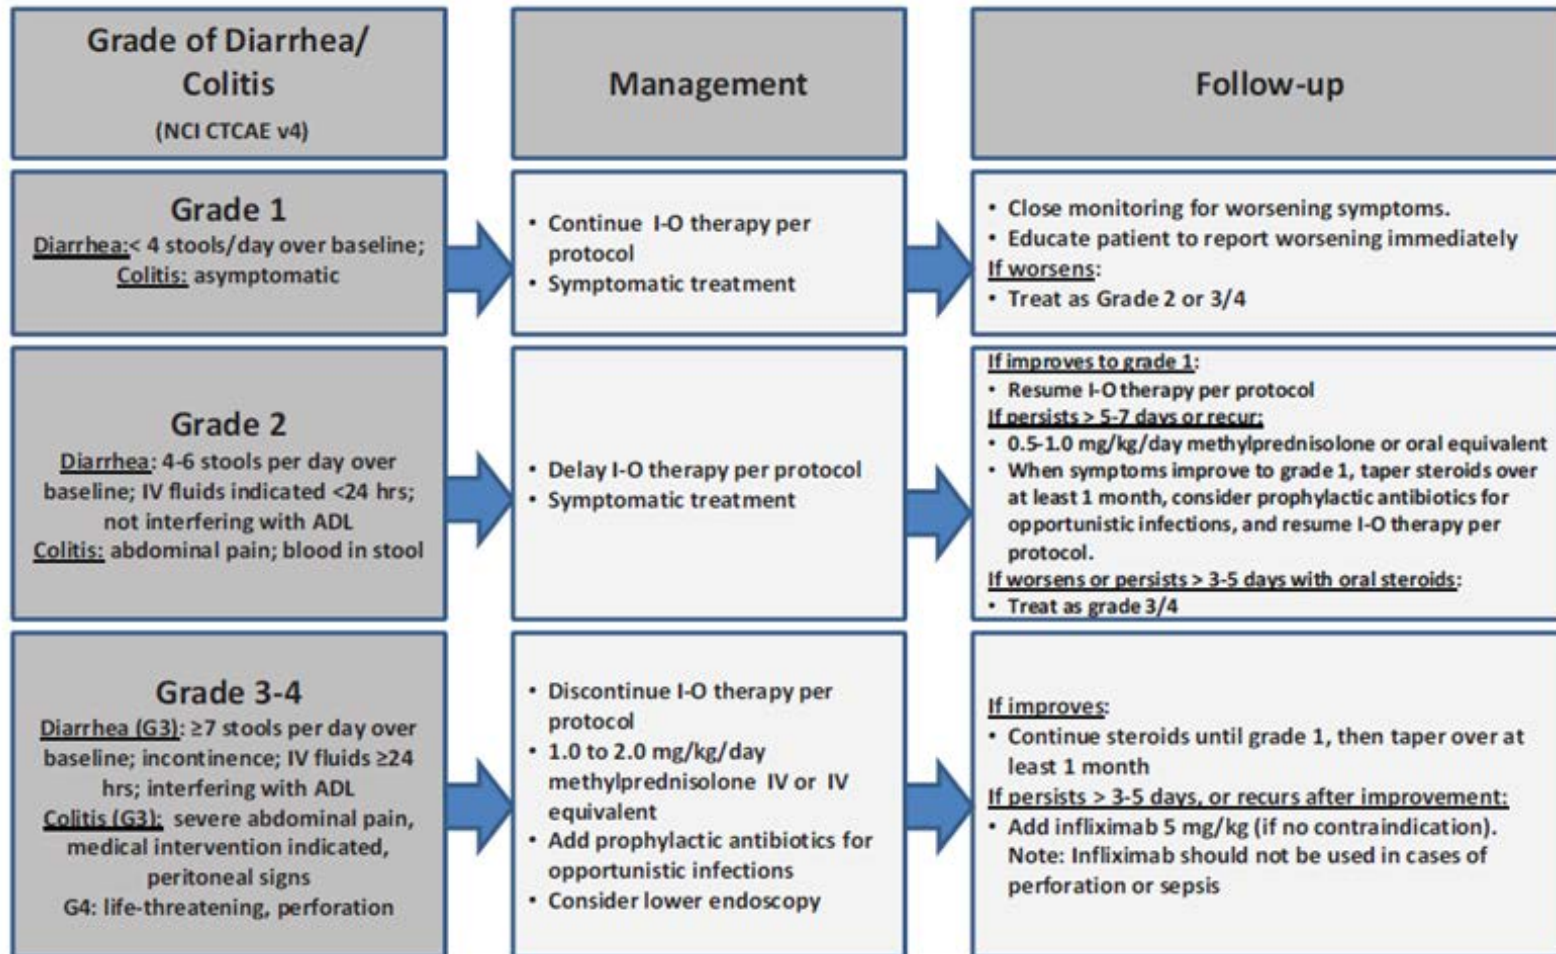 Grade of Diarrhea/
Colitis
(NCI CTCAE v4)
Management
Follow-up
Grade 1
Diarrhea:< 4 stools/day over baseline;
Colitis: asymptomatic
• Continue I-O therapy per
protocol
• Symptomatic treatment
• Close monitoring for worsening symptoms.
• Educate patient to report worsening immediately
If worsens:
• Treat as Grade 2 or 3/4
Grade 2
Diarrhea: 4-6 stools per day over
baseline; IV fluids indicated <24 hrs;
not interfering with ADL
Colitis: abdominal pain; blood in stool
• Delay I-O therapy per protocol
• Symptomatic treatment
If improves to grade 1:
• Resume I-O therapy per protocol
If persists > 5-7 days or recur:
• 0.5-1.0 mg/kg/day methylprednisolone or oral equivalent
• When symptoms improve to grade 1, taper steroids over
at least 1 month, consider prophylactic antibiotics for
opportunistic infections, and resume I-O therapy per
protocol.
If worsens or persists > 3-5 days with oral steroids:
• Treat as grade 3/4
Grade 3-4
Diarrhea (G3): ≥7 stools per day over
baseline; incontinence; IV fluids ≥24
hrs; interfering with ADL
Colitis (G3): severe abdominal pain,
medical intervention indicated,
peritoneal signs
G4: life-threatening, perforation
• Discontinue I-O therapy per
protocol
• 1.0 to 2.0 mg/kg/day
methylprednisolone IV or IV
equivalent
• Add prophylactic antibiotics for
opportunistic infections
• Consider lower endoscopy
If improves:
• Continue steroids until grade 1, then taper over at
least 1 month
If persists > 3-5 days, or recurs after improvement:
• Add infliximab 5 mg/kg (if no contraindication).
Note: Infliximab should not be used in cases of
perforation or sepsis